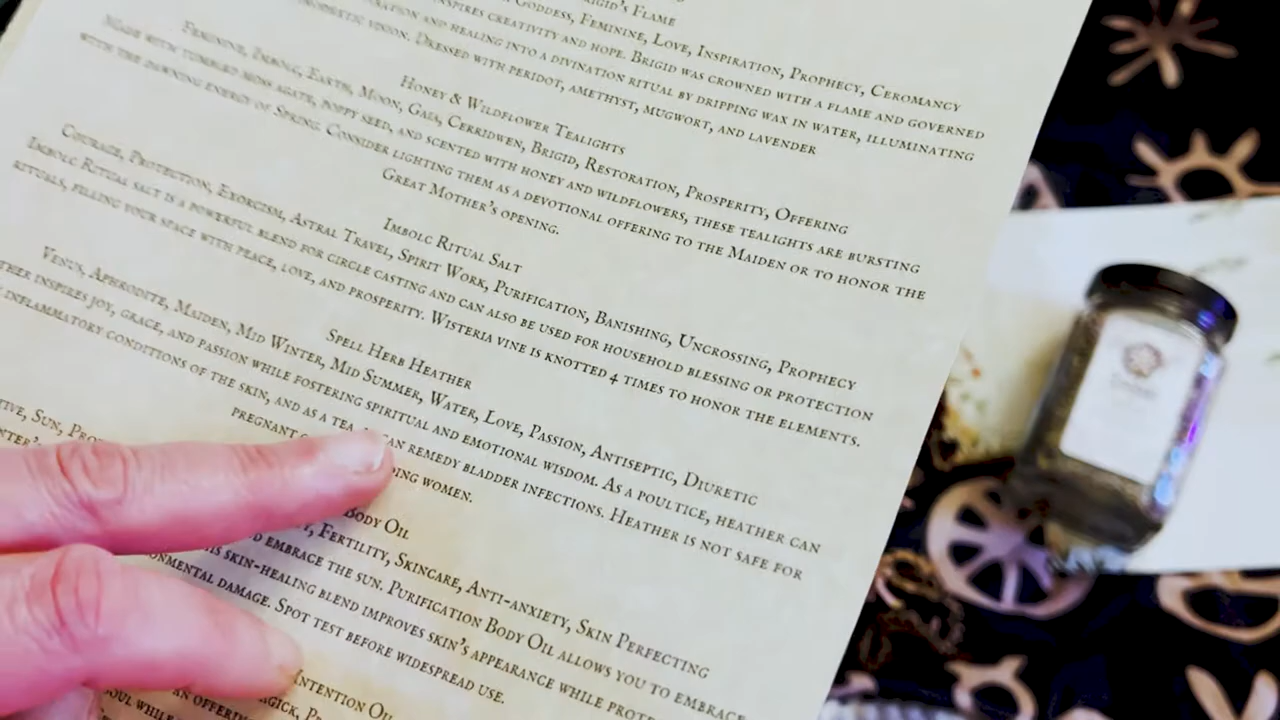 Brigid's Flame
Goddess, Feminine, Love, Inspiration, Prophecy, Ceromancy
inspires creativity and hope. Brigid was crowned with a flame and governed
and healing into a divination ritual by dripping wax in water, illuminating
prophetic vision. Dressed with peridot, amethyst, mugwort, and lavender
Honey & Wildflower Tealights
Feminine, Imbolg, Earth, Moon, Gaia, Cerridwen, Brigid, Restoration, Prosperity, Offering
Made with tumbled moss agate, poppy seed, and scented with honey and wildflowers, these tealights are bursting
with the dawning energy of Spring. Consider lighting them as a devotional offering to the Maiden or to honor the
Great Mother's opening.
Imbolc Ritual Salt
Courage, Protection, Exorcism, Astral Travel, Spirit Work, Purification, Banishing, Uncrossing, Prophecy
Imbolc Ritual salt is a powerful blend for circle casting and can also be used for household blessing or protection
rituals, filling your space with peace, love, and prosperity. Wisteria vine is knotted 4 times to honor the elements.
Spell Herb Heather
Venus, Aphrodite, Maiden, Mid Winter, Mid Summer, Water, Love, Passion, Antiseptic, Diuretic
inspires joy, grace, and passion while fostering spiritual and emotional wisdom. As a poultice, heather can
inflammatory conditions of the skin, and as a tea can remedy bladder infections. Heather is not safe for
pregnant women.
Body Oil
Sun, Fertility, Skincare, Anti-anxiety, Skin Perfecting
embrace the sun. Purification Body Oil allows you to embrace
skin-healing blend improves skin's appearance while
damage. Spot test before widespread use.
Intention Oil
an
while